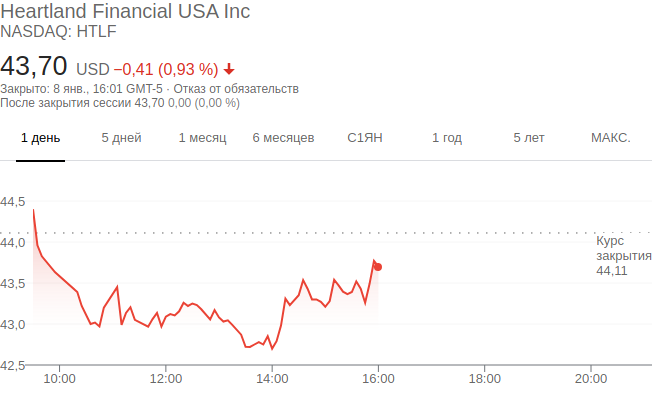 Heartland Financial USA Inc
NASDAQ: HTLF
43,70 USD −0,41 (0,93 %)
Закрыто: 8 янв., 16:01 GMT-5 · Отказ от обязательств
После закрытия сессии 43,70 0,00 (0,00 %)
1 день 5 дней 1 месяц 6 месяцев С1ЯН 1 год 5 лет МАКС.
44,5
44,0
Курс
закрытия
44,11
43,5
43,0
42,5
10:00 12:00 14:00 16:00 18:00 20:00